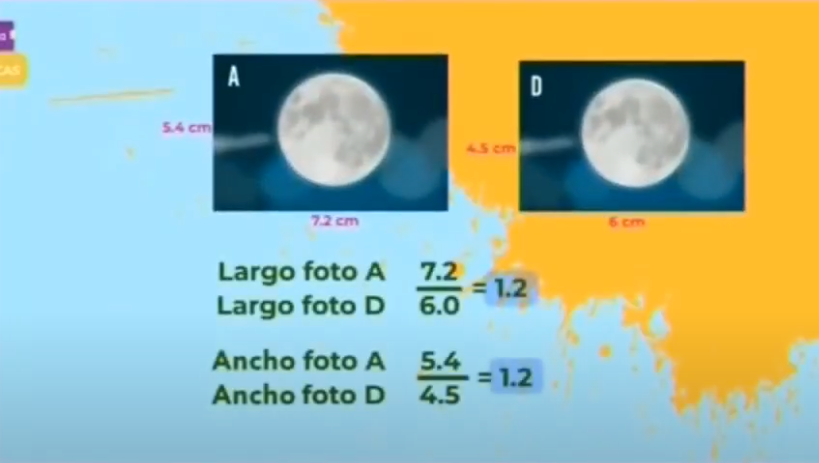 A
D
5.4 cm
4.5 cm
7.2 cm
6 cm
Largo foto A 7.2
Largo foto D 6.0
= 1.2
Ancho foto A 5.4
Ancho foto D 4.5
= 1.2